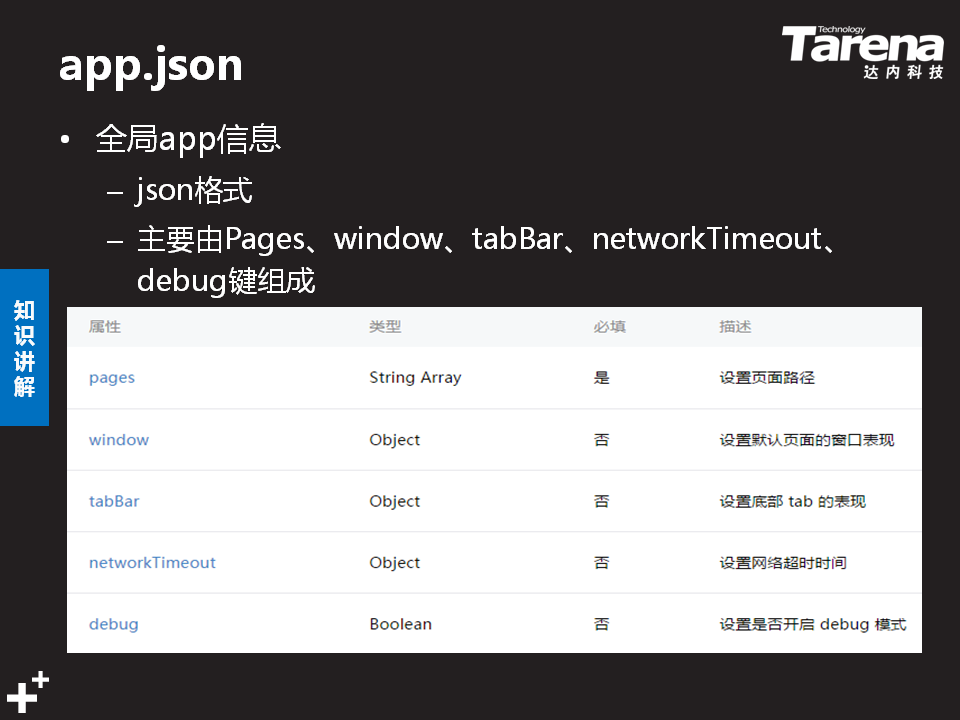 app.json
Technology
Tarena
达内科技
• 全局app信息
– json格式
– 主要由Pages、window、tabBar、networkTimeout、
debug键组成
知识讲解
属性 类型 必填 描述
pages String Array 是 设置页面路径
window Object 否 设置默认页面的窗口表现
tabBar Object 否 设置底部 tab 的表现
networkTimeout Object 否 设置网络超时时间
debug Boolean 否 设置是否开启 debug 模式